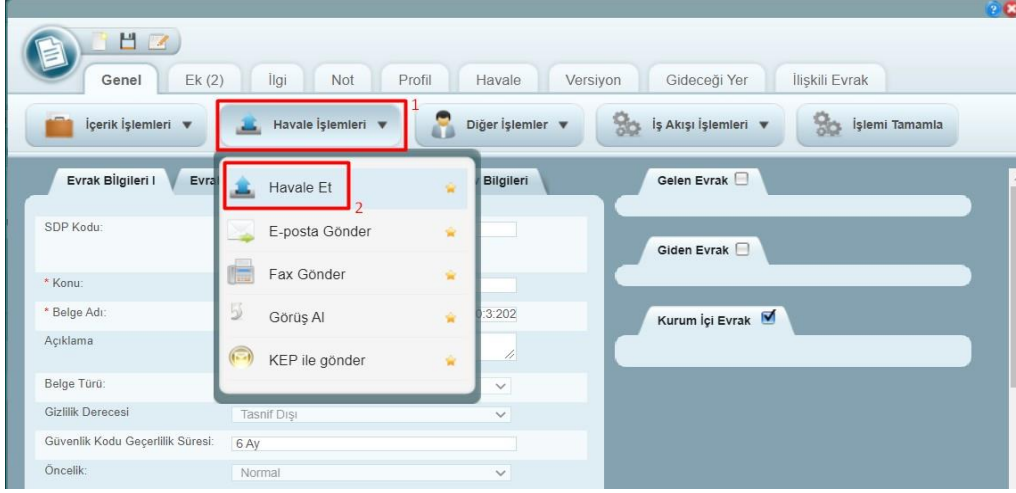 Genel Ek (2) İlgi Not Profil Havale Versiyon Gideceği Yer İlişkili Evrak
1
İçerik İşlemleri Havale İşlemleri Diğer İşlemler İş Akışı İşlemleri İşlemi Tamamla
Evrak Bilgileri I Bilgileri
Havale Et
2
E-posta Gönder
Fax Gönder
Görüş Al
KEP ile gönder
SDP Kodu:
* Konu:
* Belge Adı: 0:3:202
Açıklama
Belge Türü:
Gizlilik Derecesi Tasnif Dışı
Güvenlik Kodu Geçerlilik Süresi: 6 Ay
Öncelik: Normal
Gelen Evrak
Giden Evrak
Kurum İçi Evrak